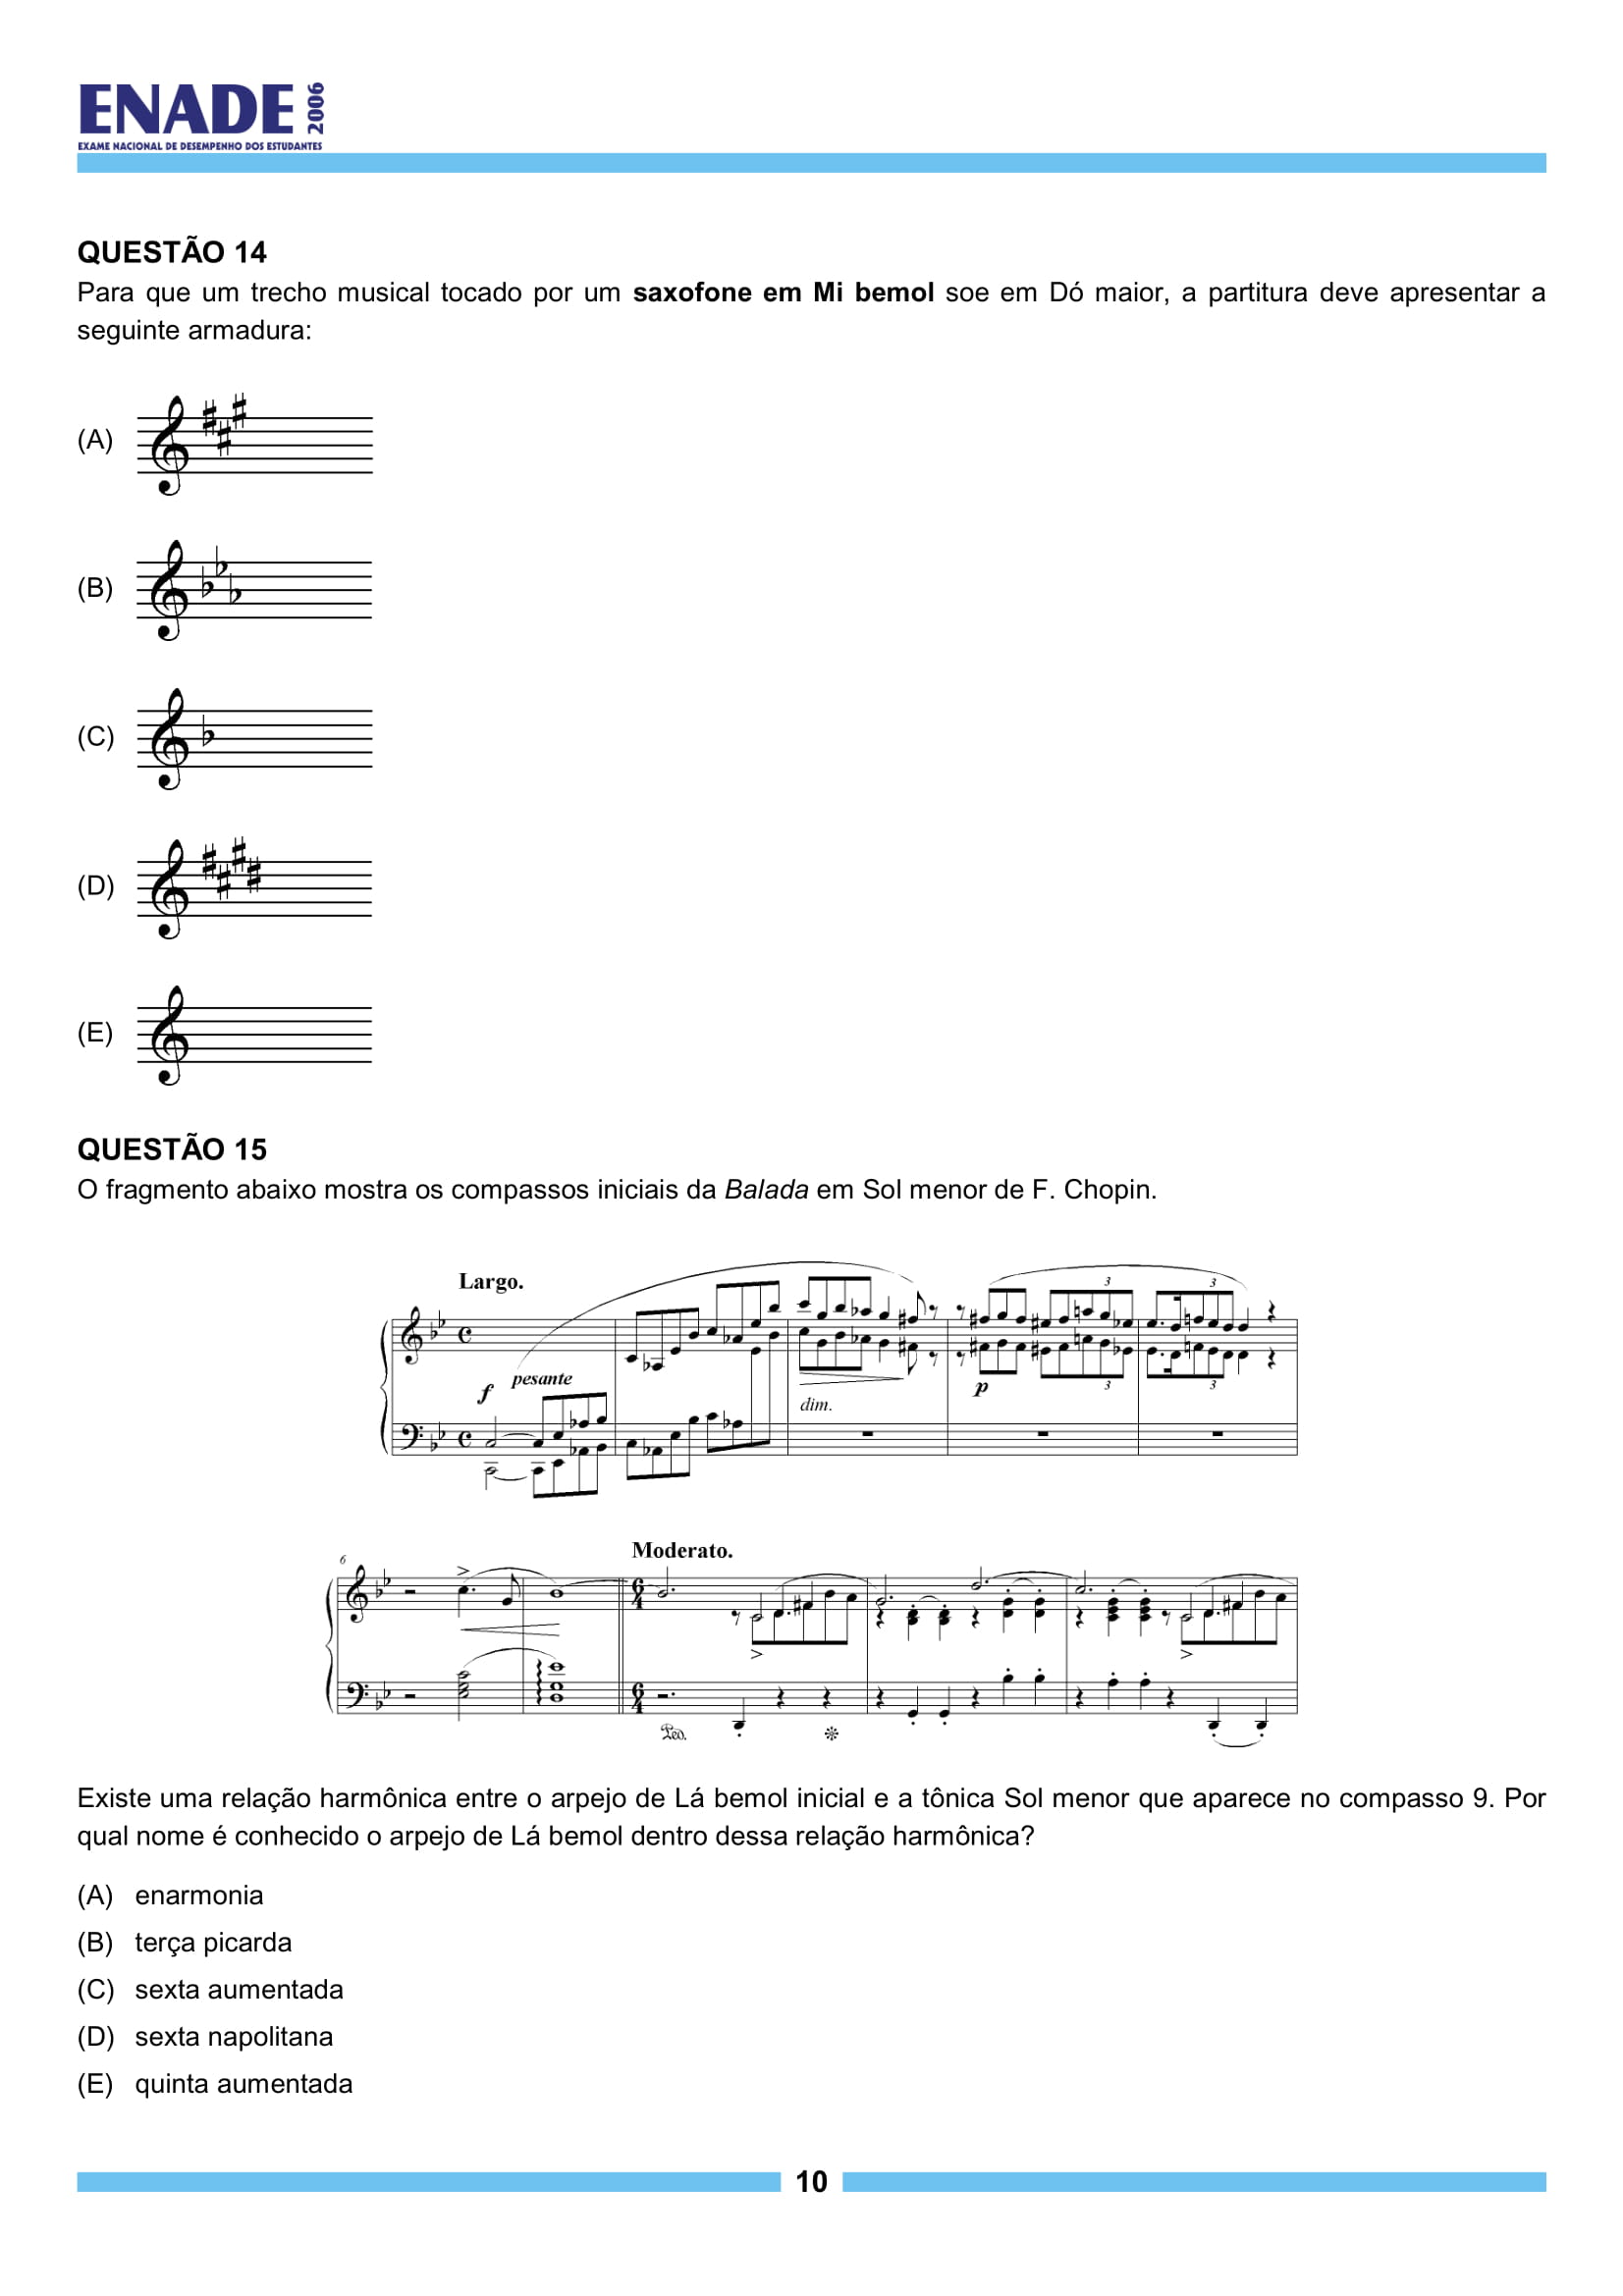 ENADE 2006
EXAME NACIONAL DE DESEMPENHO DOS ESTUDANTES
QUESTÃO 14
Para que um trecho musical tocado por um saxofone em Mi bemol soe em Dó maior, a partitura deve apresentar a
seguinte armadura:
(A)
(B)
(C)
(D)
(E)
QUESTÃO 15
O fragmento abaixo mostra os compassos iniciais da Balada em Sol menor de F. Chopin.
Largo.
3 3
f pesante
p 3 3
dim.
6
Moderato.
6 4
6 4
Ped.
Existe uma relação harmônica entre o arpejo de Lá bemol inicial e a tônica Sol menor que aparece no compasso 9. Por
qual nome é conhecido o arpejo de Lá bemol dentro dessa relação harmônica?
(A) enarmonia
(B) terça picarda
(C) sexta aumentada
(D) sexta napolitana
(E) quinta aumentada
10